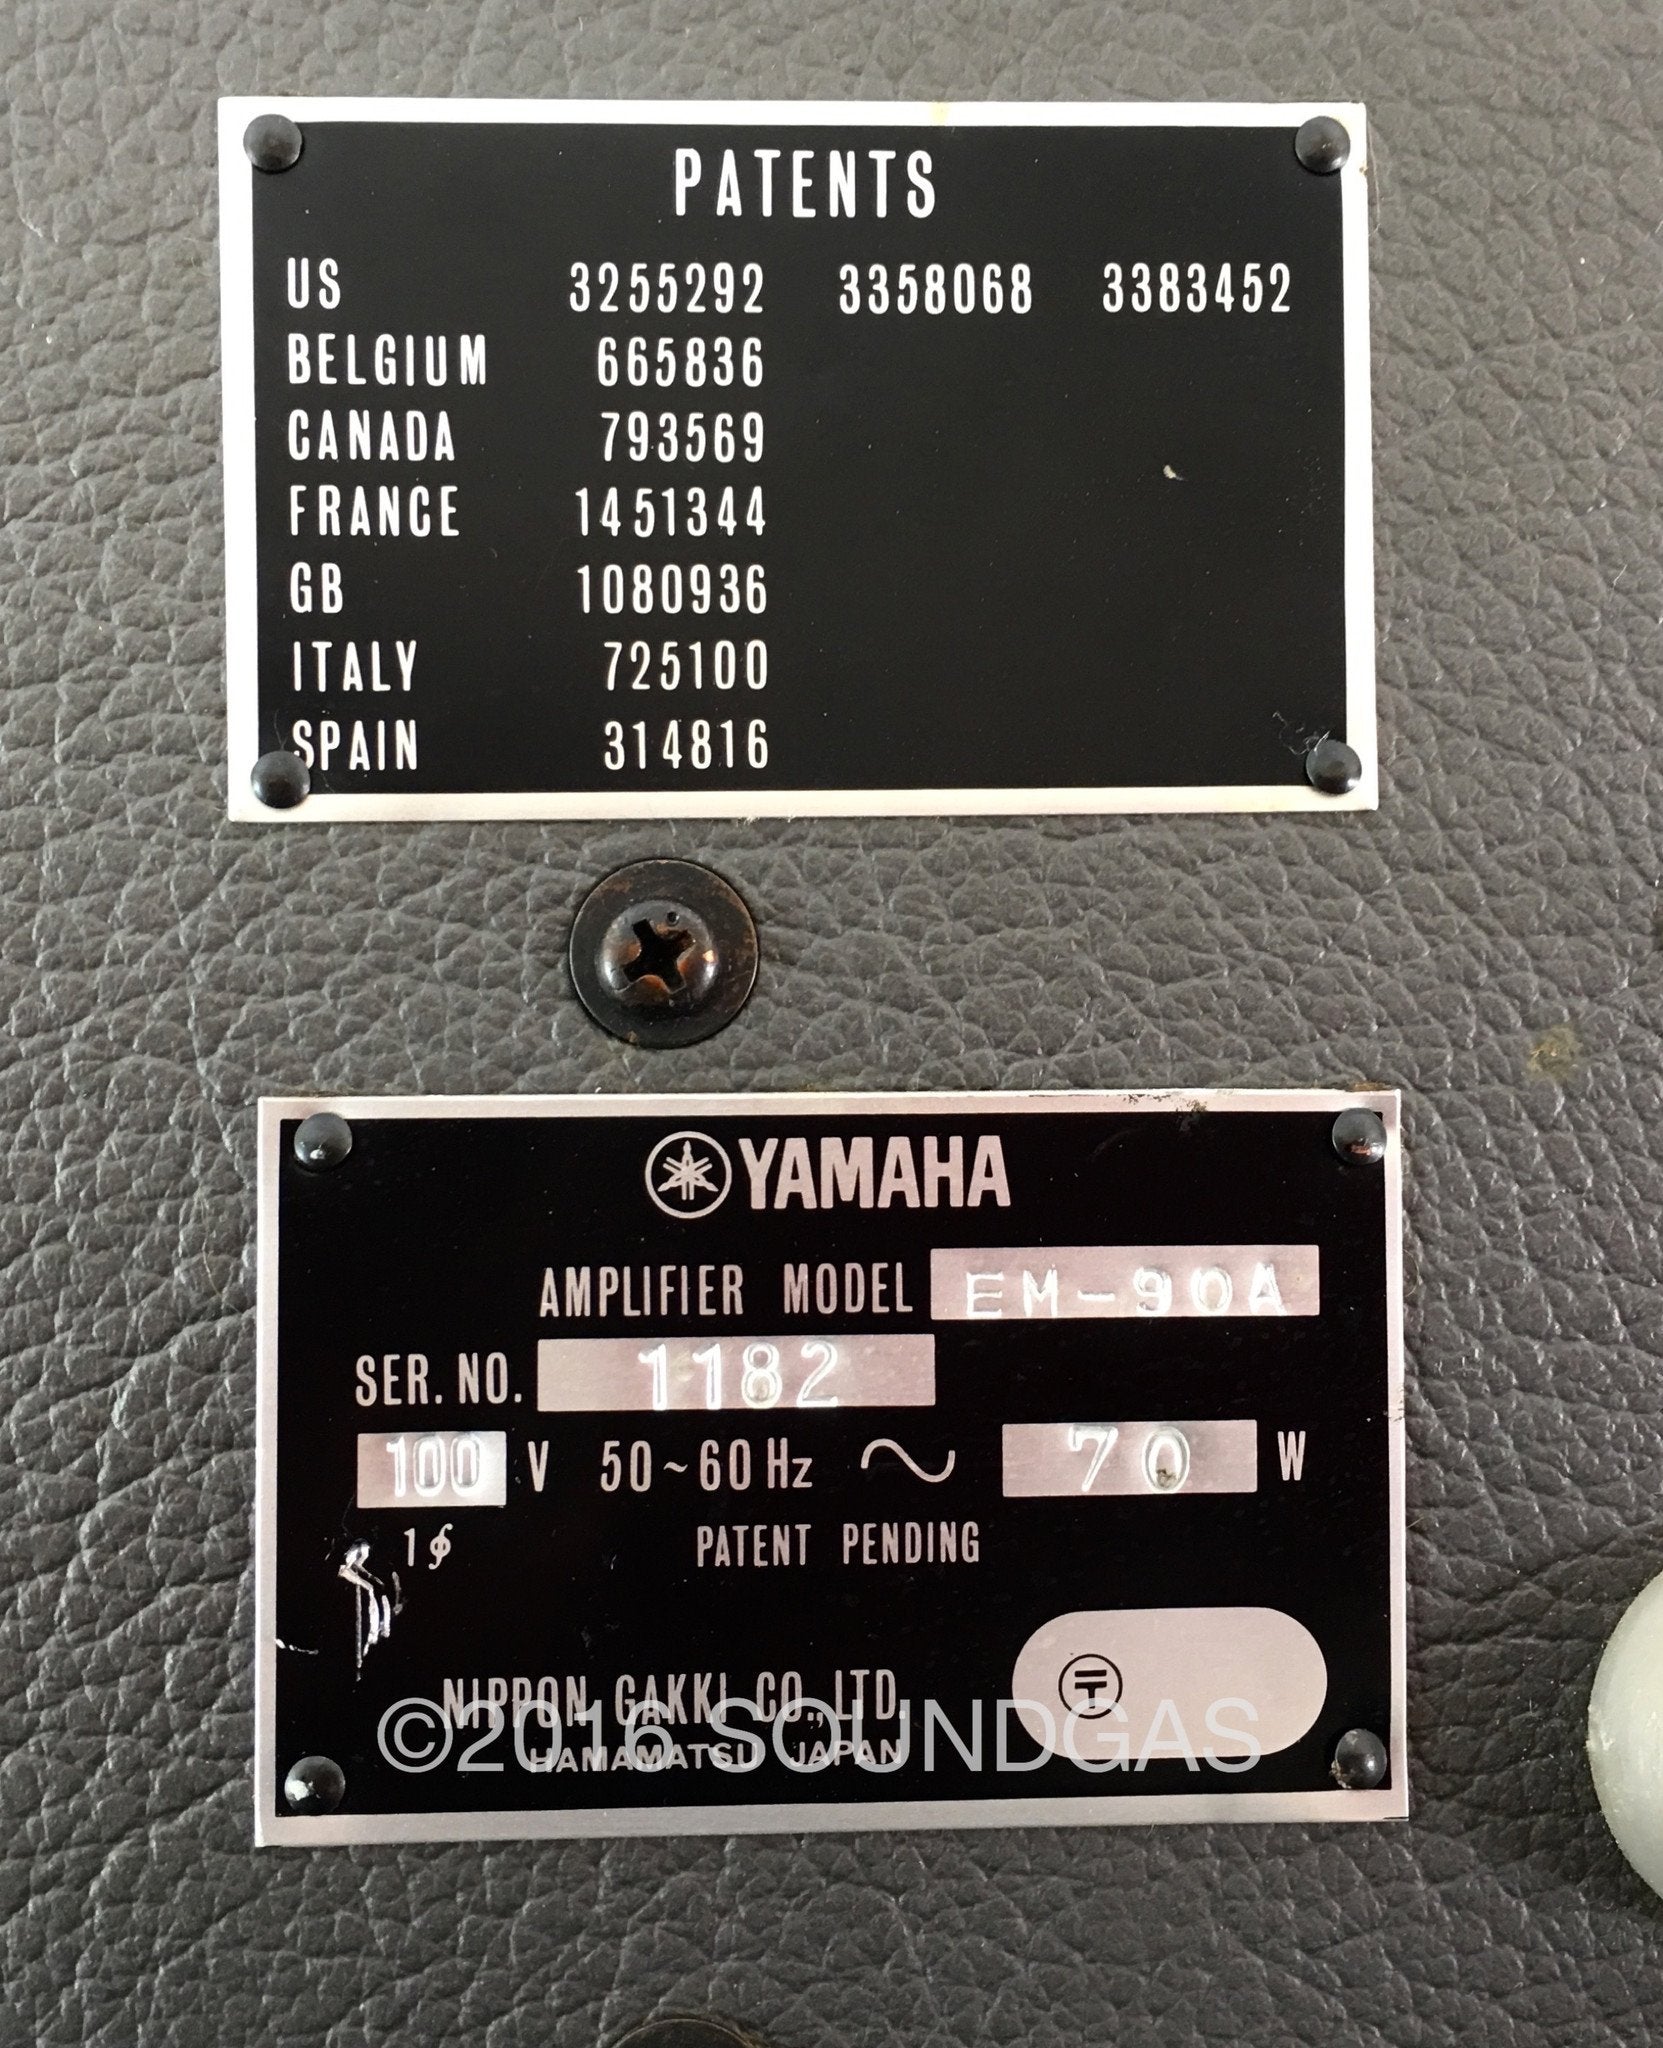 PATENTS
US 3255292 3358068 3383452
BELGIUM 665836
CANADA 793569
FRANCE 1451344
GB 1080936
ITALY 725100
SPAIN 314816
YAMAHA
AMPLIFIER MODEL EM-90A
SER. NO. 1182
100 V 50~60 Hz ~ 70 W
1φ PATENT PENDING
NIPPON GAKKI CO., LTD.
HAMAMATSU JAPAN
©2016 SOUNDGAS